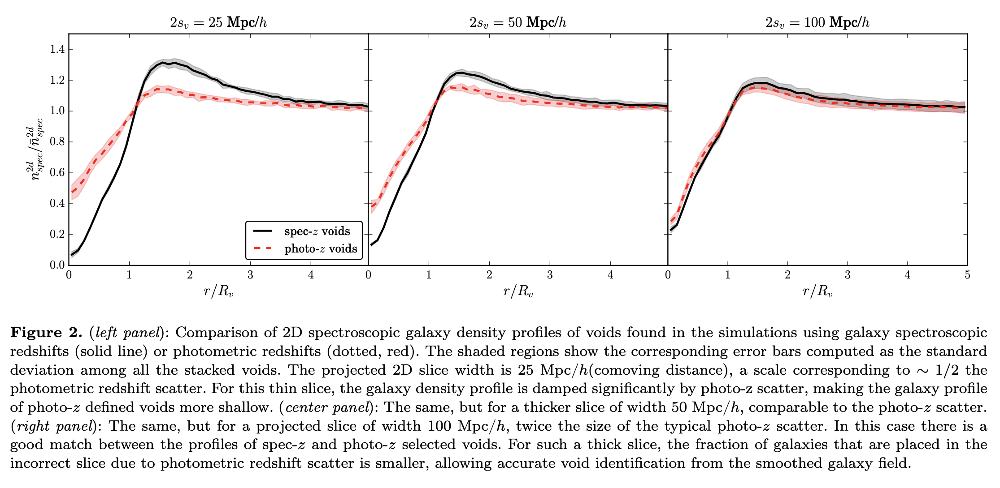 2s_v = 25 Mpc/h
2s_v = 50 Mpc/h
2s_v = 100 Mpc/h
n^{2d}_{spec}/n̄^{2d}_{spec}
1.4
1.2
1.0
0.8
0.6
0.4
0.2
0.0
spec-z voids
photo-z voids
0 1 2 3 4 0 1 2 3 4 0 1 2 3 4 5
r/R_v r/R_v r/R_v
Figure 2. (left panel): Comparison of 2D spectroscopic galaxy density profiles of voids found in the simulations using galaxy spectroscopic
redshifts (solid line) or photometric redshifts (dotted, red). The shaded regions show the corresponding error bars computed as the standard
deviation among all the stacked voids. The projected 2D slice width is 25 Mpc/h(comoving distance), a scale corresponding to ∼ 1/2 the
photometric redshift scatter. For this thin slice, the galaxy density profile is damped significantly by photo-z scatter, making the galaxy profile
of photo-z defined voids more shallow. (center panel): The same, but for a thicker slice of width 50 Mpc/h, comparable to the photo-z scatter.
(right panel): The same, but for a projected slice of width 100 Mpc/h, twice the size of the typical photo-z scatter. In this case there is a
good match between the profiles of spec-z and photo-z selected voids. For such a thick slice, the fraction of galaxies that are placed in the
incorrect slice due to photometric redshift scatter is smaller, allowing accurate void identification from the smoothed galaxy field.